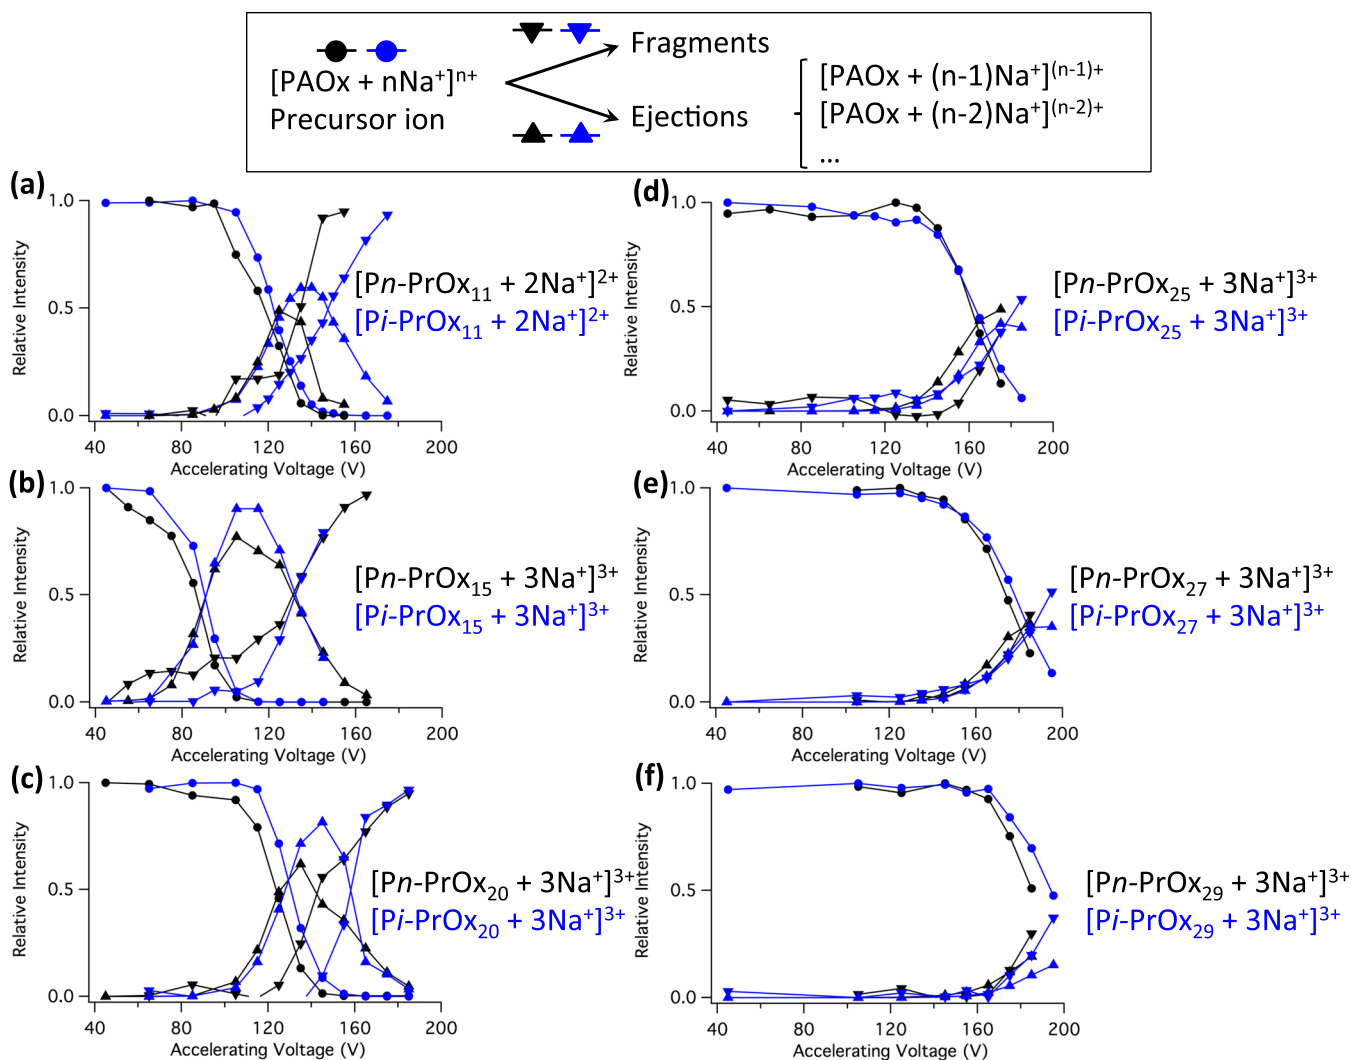 Fragments
[PAOx + nNa⁺]ⁿ⁺
Precursor ion
Ejections
[PAOx + (n-1)Na⁺]⁽ⁿ⁻¹⁾⁺
[PAOx + (n-2)Na⁺]⁽ⁿ⁻²⁾⁺
...
(a)
1.0
0.5
0.0
Relative Intensity
[Pn-PrOx₁₁ + 2Na⁺]²⁺
[Pi-PrOx₁₁ + 2Na⁺]²⁺
40 80 120 160 200
Accelerating Voltage (V)
(b)
1.0
0.5
0.0
Relative Intensity
[Pn-PrOx₁₅ + 3Na⁺]³⁺
[Pi-PrOx₁₅ + 3Na⁺]³⁺
40 80 120 160 200
Accelerating Voltage (V)
(c)
1.0
0.5
0.0
Relative Intensity
[Pn-PrOx₂₀ + 3Na⁺]³⁺
[Pi-PrOx₂₀ + 3Na⁺]³⁺
40 80 120 160 200
Accelerating Voltage (V)
(d)
1.0
0.5
0.0
Relative Intensity
[Pn-PrOx₂₅ + 3Na⁺]³⁺
[Pi-PrOx₂₅ + 3Na⁺]³⁺
40 80 120 160 200
Accelerating Voltage (V)
(e)
1.0
0.5
0.0
Relative Intensity
[Pn-PrOx₂₇ + 3Na⁺]³⁺
[Pi-PrOx₂₇ + 3Na⁺]³⁺
40 80 120 160 200
Accelerating Voltage (V)
(f)
1.0
0.5
0.0
Relative Intensity
[Pn-PrOx₂₉ + 3Na⁺]³⁺
[Pi-PrOx₂₉ + 3Na⁺]³⁺
40 80 120 160 200
Accelerating Voltage (V)